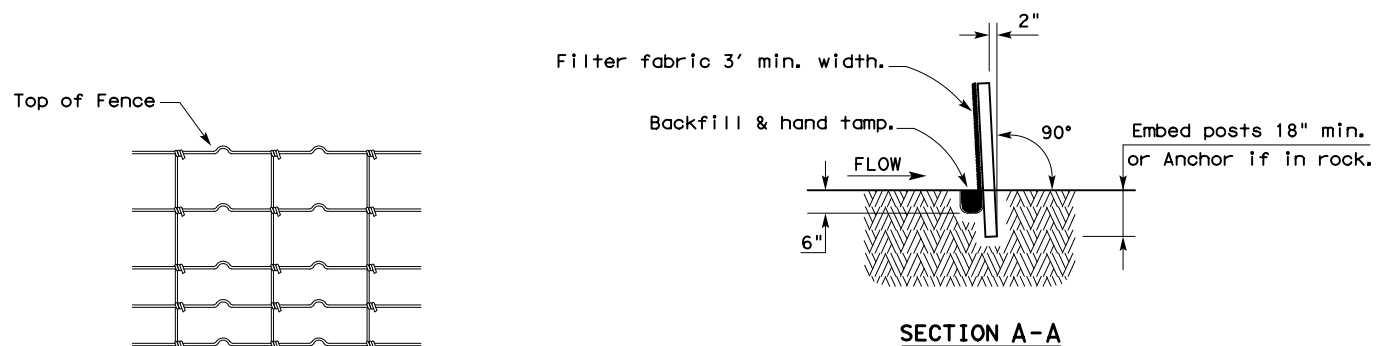 Top of Fence
2"
Filter fabric 3' min. width.
Backfill & hand tamp.
90°
Embed posts 18" min.
or Anchor if in rock.
FLOW
6"
SECTION A-A